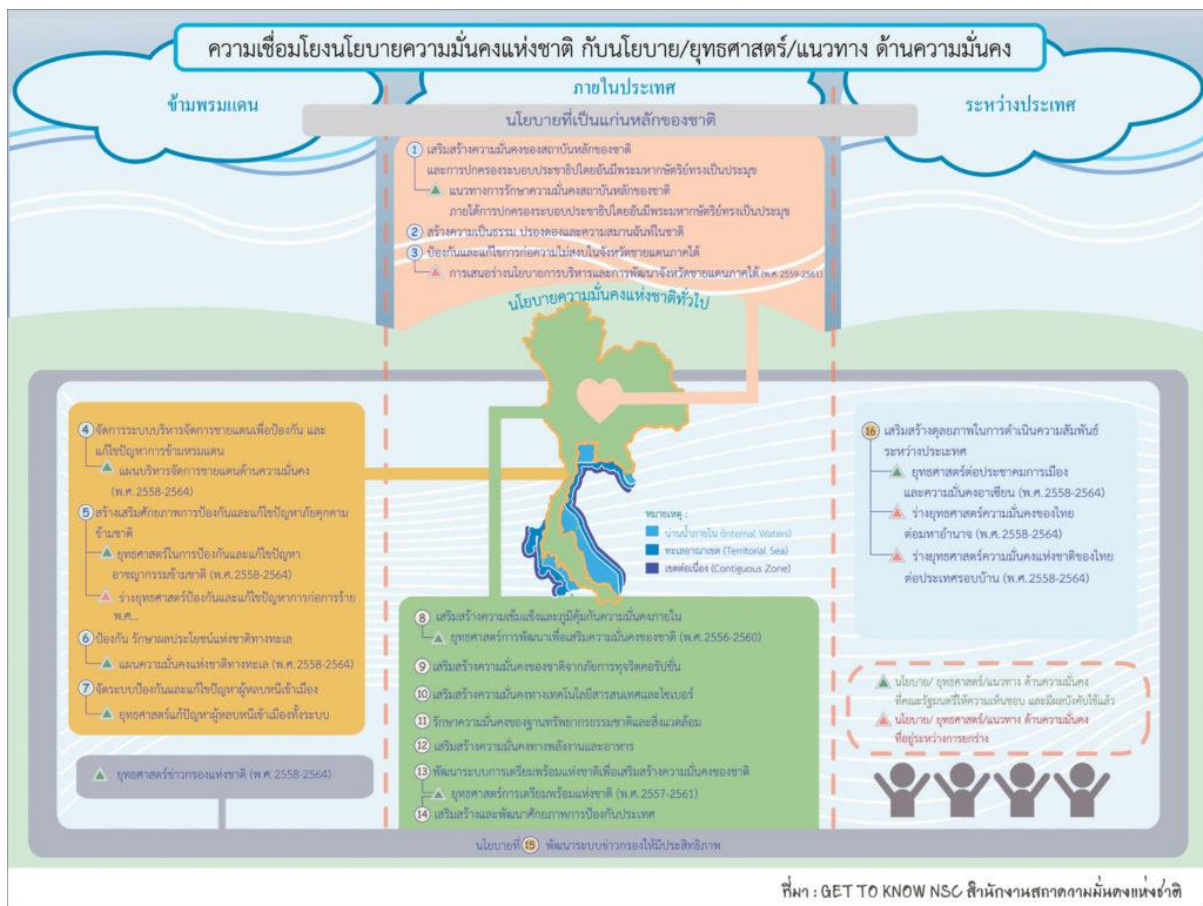 ความเชื่อมโยงนโยบายความมั่นคงแห่งชาติ กับนโยบาย/ยุทธศาสตร์/แนวทาง ด้านความมั่นคง
ข้ามพรมแดน
ภายในประเทศ
ระหว่างประเทศ
นโยบายที่เป็นแก่นหลักของชาติ
1 เสริมสร้างความมั่นคงของสถาบันหลักของชาติ
และการปกครองระบอบประชาธิปไตยอันมีพระมหากษัตริย์ทรงเป็นประมุข
แนวทางการรักษาความมั่นคงสถาบันหลักของชาติ
ภายใต้การปกครองระบอบประชาธิปไตยอันมีพระมหากษัตริย์ทรงเป็นประมุข
2 สร้างความเป็นธรรม ปรองดองและความสมานฉันท์ในชาติ
3 ป้องกันและแก้ไขการก่อความไม่สงบในจังหวัดชายแดนภาคใต้
การเสนอร่างนโยบายการบริหารและการพัฒนาจังหวัดชายแดนภาคใต้ (พ.ศ 2559-2561)
นโยบายความมั่นคงแห่งชาติทั่วไป
4 จัดการระบบบริหารจัดการชายแดนเพื่อป้องกัน และ
แก้ไขปัญหาการข้ามพรมแดน
แผนบริหารจัดการชายแดนด้านความมั่นคง
(พ.ศ.2558-2564)
5 สร้างเสริมศักยภาพการป้องกันและแก้ไขปัญหาภัยคุกคาม
ข้ามชาติ
ยุทธศาสตร์ในการป้องกันและแก้ไขปัญหา
อาชญากรรมข้ามชาติ (พ.ศ.2558-2564)
ร่างยุทธศาสตร์ป้องกันและแก้ไขปัญหาการก่อการร้าย
พ.ศ...
6 ป้องกัน รักษาผลประโยชน์แห่งชาติทางทะเล
แผนความมั่นคงแห่งชาติทางทะเล (พ.ศ.2558-2564)
7 จัดระบบป้องกันและแก้ไขปัญหาผู้หลบหนีเข้าเมือง
ยุทธศาสตร์แก้ปัญหาผู้หลบหนีเข้าเมืองทั้งระบบ
ยุทธศาสตร์ข่าวกรองแห่งชาติ (พ.ศ.2558-2564)
หมายเหตุ :
น่านน้ำภายใน (Internal Waters)
ทะเลอาณาเขต (Territorial Sea)
เขตต่อเนื่อง (Contiguous Zone)
8 เสริมสร้างความเข้มแข็งและภูมิคุ้มกันความมั่นคงภายใน
ยุทธศาสตร์การพัฒนาเพื่อเสริมความมั่นคงของชาติ (พ.ศ.2556-2560)
9 เสริมสร้างความมั่นคงของชาติจากภัยการทุจริตคอรัปชั่น
10 เสริมสร้างความมั่นคงทางเทคโนโลยีสารสนเทศและไซเบอร์
11 รักษาความมั่นคงของฐานทรัพยากรธรรมชาติและสิ่งแวดล้อม
12 เสริมสร้างความมั่นคงทางพลังงานและอาหาร
13 พัฒนาระบบการเตรียมพร้อมแห่งชาติเพื่อเสริมสร้างความมั่นคงของชาติ
ยุทธศาสตร์การเตรียมพร้อมแห่งชาติ (พ.ศ.2557-2561)
14 เสริมสร้างและพัฒนาศักยภาพการป้องกันประเทศ
16 เสริมสร้างดุลยภาพในการดำเนินความสัมพันธ์
ระหว่างประเทศ
ยุทธศาสตร์ต่อประชาคมการเมือง
และความมั่นคงอาเซียน (พ.ศ.2558-2564)
ร่างยุทธศาสตร์ความมั่นคงของไทย
ต่อมหาอำนาจ (พ.ศ.2558-2564)
ร่างยุทธศาสตร์ความมั่นคงแห่งชาติของไทย
ต่อประเทศรอบบ้าน (พ.ศ.2558-2564)
นโยบาย/ ยุทธศาสตร์/แนวทาง ด้านความมั่นคง
ที่คณะรัฐมนตรีให้ความเห็นชอบ และมีผลบังคับใช้แล้ว
นโยบาย/ ยุทธศาสตร์/แนวทาง ด้านความมั่นคง
ที่อยู่ระหว่างการยกร่าง
นโยบายที่ 15 พัฒนาระบบข่าวกรองให้มีประสิทธิภาพ
ที่มา : GET TO KNOW NSC สำนักงานสภาความมั่นคงแห่งชาติ